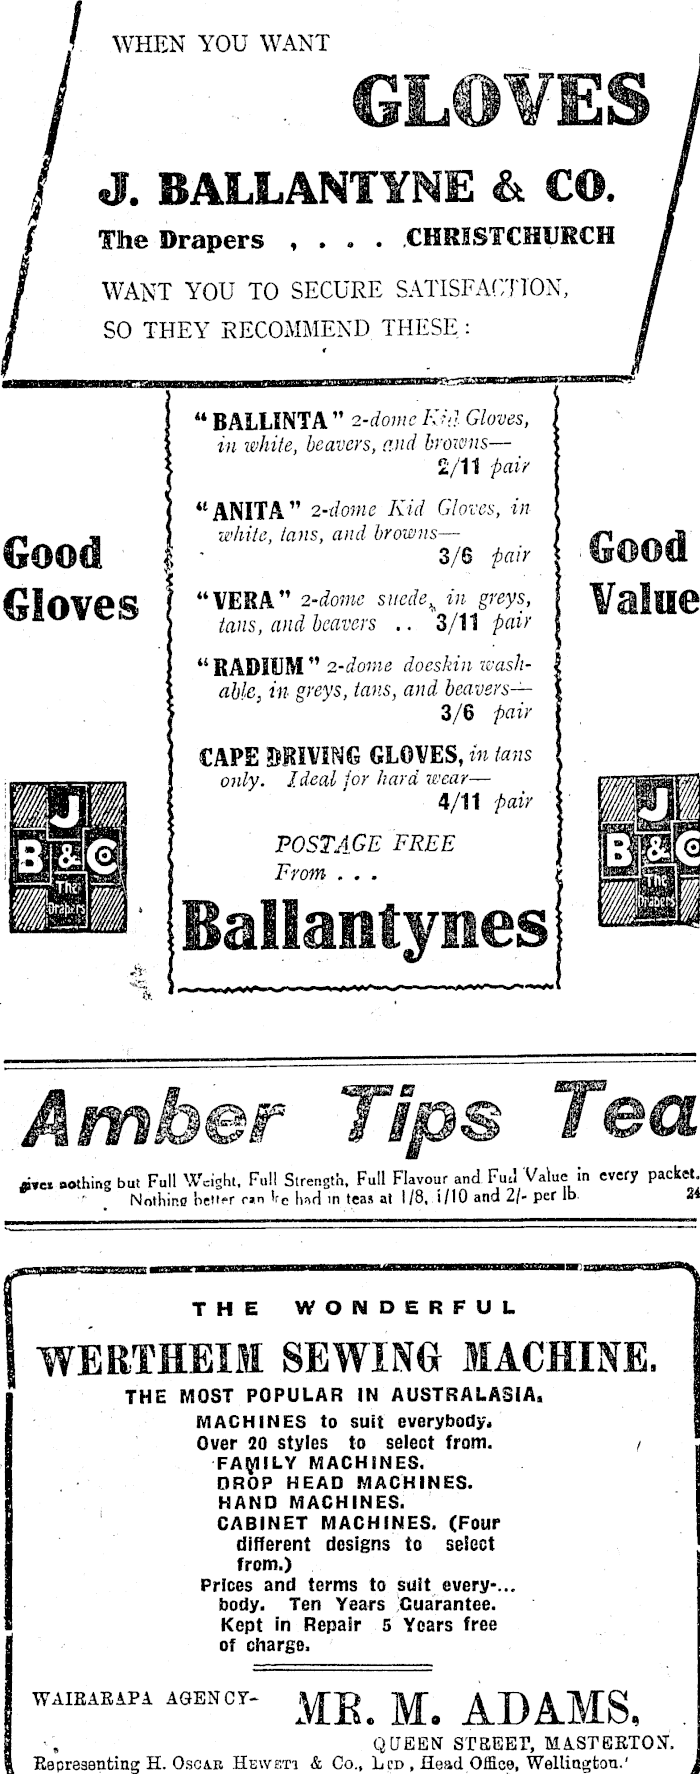 WHEN YOU WANT
GLOVES
J. BALLANTYNE & CO.
The Drapers , . . . . CHRISTCHURCH
WANT YOU TO SECURE SATISFACTION,
SO THEY RECOMMEND THESE:
"BALLINTA" 2-dome Kid Gloves,
in white, beavers, and browns—
2/11 pair
"ANITA" 2-dome Kid Gloves, in
white, tans, and browns—
3/6 pair
"VERA" 2-dome suede, in greys,
tans, and beavers .. 3/11 pair
"RADIUM" 2-dome doeskin wash-
able, in greys, tans, and beavers—
3/6 pair
CAPE DRIVING GLOVES, in tans
only. Ideal for hard wear—
4/11 pair
POSTAGE FREE
From . . .
Ballantynes
Good
Gloves
Good
Value
J
B & Co
The
Drapers
J
B & C
The
Drapers
Amber Tips Tea
gives nothing but Full Weight, Full Strength, Full Flavour and Full Value in every packet.
Nothing better can be had in teas at 1/8, 1/10 and 2/- per lb.
24
THE WONDERFUL
WERTHEIM SEWING MACHINE.
THE MOST POPULAR IN AUSTRALASIA.
MACHINES to suit everybody.
Over 20 styles to select from.
FAMILY MACHINES.
DROP HEAD MACHINES.
HAND MACHINES.
CABINET MACHINES. (Four
different designs to select
from.)
Prices and terms to suit every-...
body. Ten Years Guarantee.
Kept in Repair 5 Years free
of charge.
WAIRARAPA AGENCY-
MR. M. ADAMS,
QUEEN STREET, MASTERTON.
Representing H. OSCAR HEWETT & Co., LTD, Head Office, Wellington.